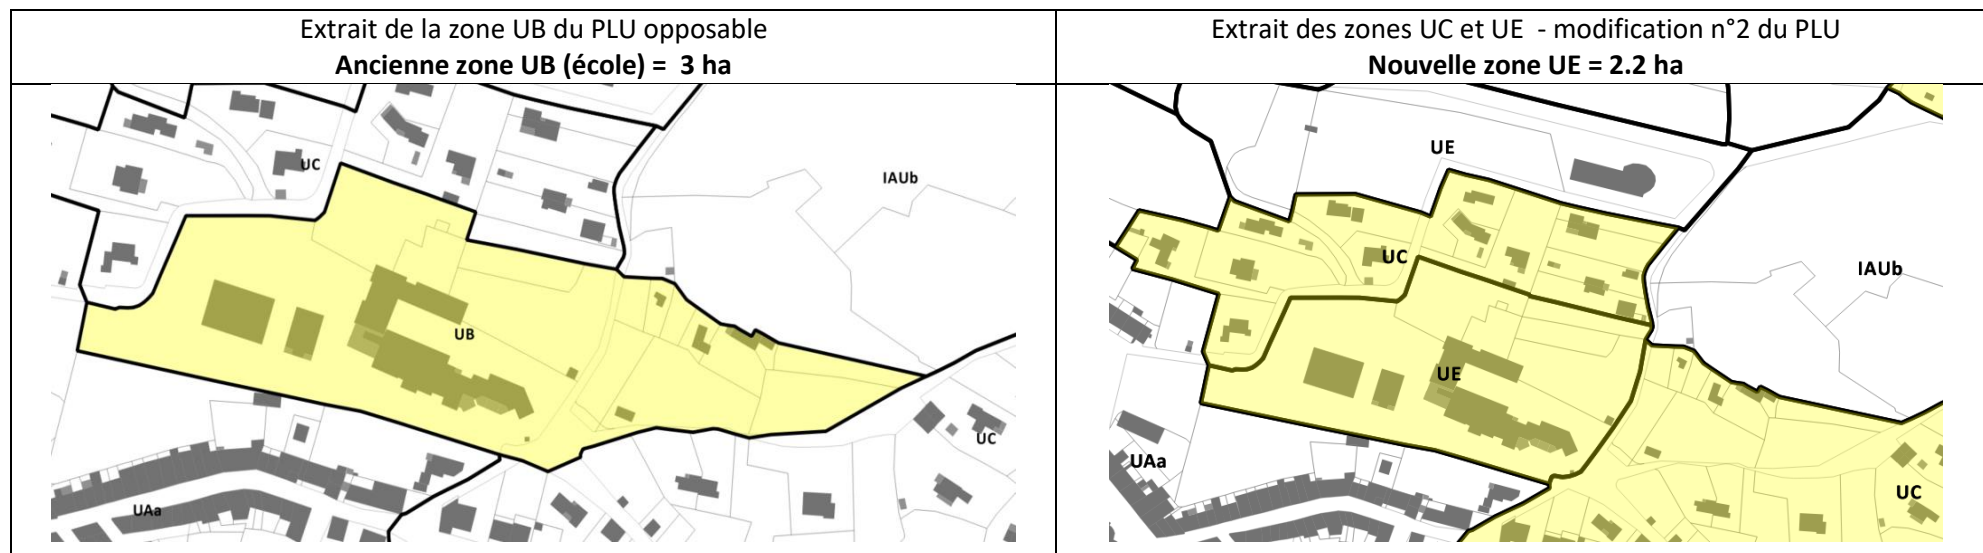 Extrait de la zone UB du PLU opposable
Ancienne zone UB (école) =  3 ha
Extrait des zones UC et UE  - modification n°2 du PLU
Nouvelle zone UE = 2.2 ha
UC
IAUb
UB
UC
UAa
UE
UC
IAUb
UE
UAa
UC